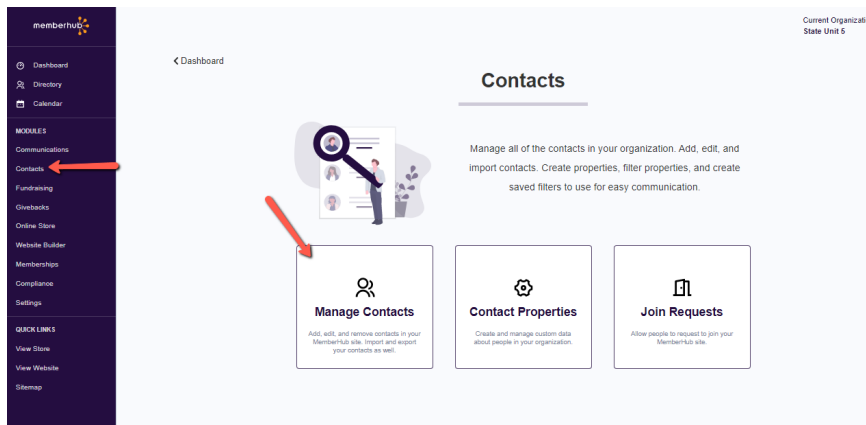 memberhub
Current Organizati
State Unit 5
Dashboard
Directory
Calendar
MODULES
Communications
Contacts
Fundraising
Givebacks
Online Store
Website Builder
Memberships
Compliance
Settings
QUICK LINKS
View Store
View Website
Sitemap
Dashboard
Contacts
Manage all of the contacts in your organization. Add, edit, and
import contacts. Create properties, filter properties, and create
saved filters to use for easy communication.
Manage Contacts
Add, edit, and remove contacts in your
MemberHub site. Import and export
your contacts as well.
Contact Properties
Create and manage custom data
about people in your organization.
Join Requests
Allow people to request to join your
MemberHub site.